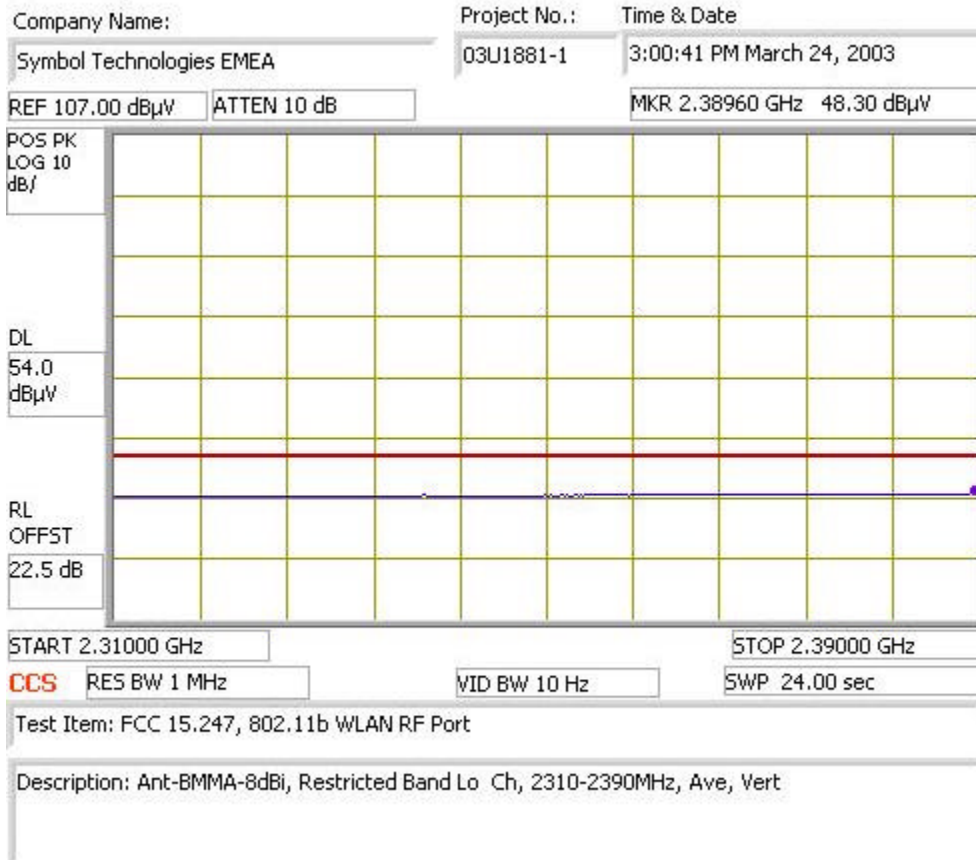 Company Name:
Project No.:
Time & Date
Symbol Technologies EMEA
03U1881-1
3:00:41 PM March 24, 2003
REF 107.00 dBµV
ATTEN 10 dB
MKR 2.38960 GHz 48.30 dBµV
POS PK
LOG 10
dB/
DL
54.0
dBµV
RL
OFFST
22.5 dB
START 2.31000 GHz
STOP 2.39000 GHz
CCS
RES BW 1 MHz
VID BW 10 Hz
SWP 24.00 sec
Test Item: FCC 15.247, 802.11b WLAN RF Port
Description: Ant-BMMA-8dBi, Restricted Band Lo Ch, 2310-2390MHz, Ave, Vert